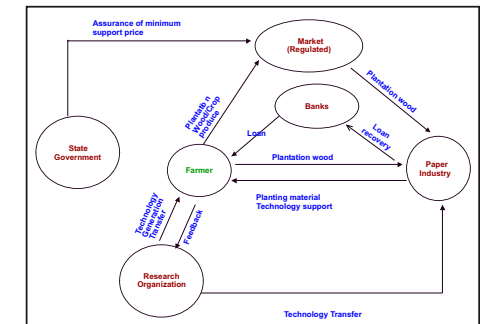 Assurance of minimum
support price
Market
(Regulated)
Plantation wood
Plantation
Wood/Crop
produce
Banks
Loan
Loan
recovery
State
Government
Farmer
Plantation wood
Paper
Industry
Planting material
Technology support
Technology
Generation
Transfer
Feedback
Research
Organization
Technology Transfer